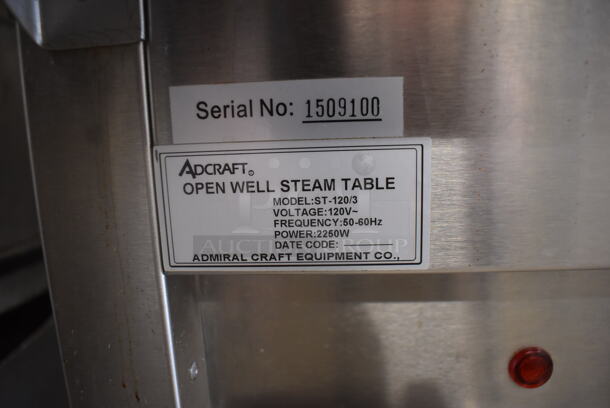 Serial No: 1509100
ADCRAFT®
OPEN WELL STEAM TABLE
MODEL:ST-120/3
VOLTAGE:120V~
FREQUENCY:50-60Hz
POWER:2250W
DATE CODE:
ADMIRAL CRAFT EQUIPMENT CO.,